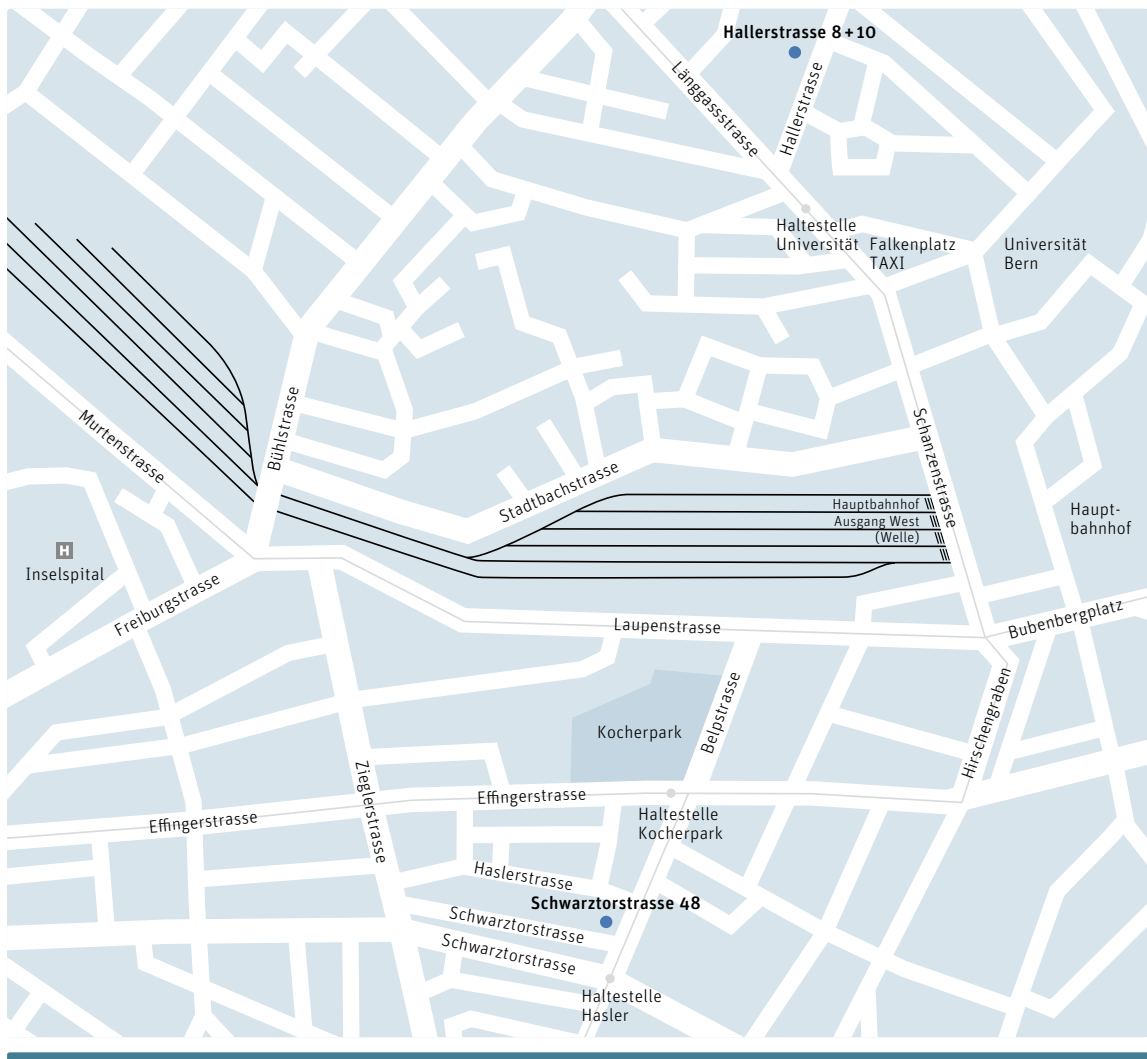 Hallerstrasse 8+10
Länggassstrasse
Hallerstrasse
Haltestelle
Universität
Falkenplatz
TAXI
Universität
Bern
Murtenstrasse
Bühlstrasse
Schanzenstrasse
Stadtbachstrasse
Hauptbahnhof
Ausgang West
(Welle)
Haupt-
bahnhof
H
Inselspital
Freiburgstrasse
Laupenstrasse
Bubenbergplatz
Belpstrasse
Hirschengraben
Kocherpark
Zieglerstrasse
Effingerstrasse
Effingerstrasse
Haltestelle
Kocherpark
Haslerstrasse
Schwarztorstrasse 48
Schwarztorstrasse
Schwarztorstrasse
Haltestelle
Hasler